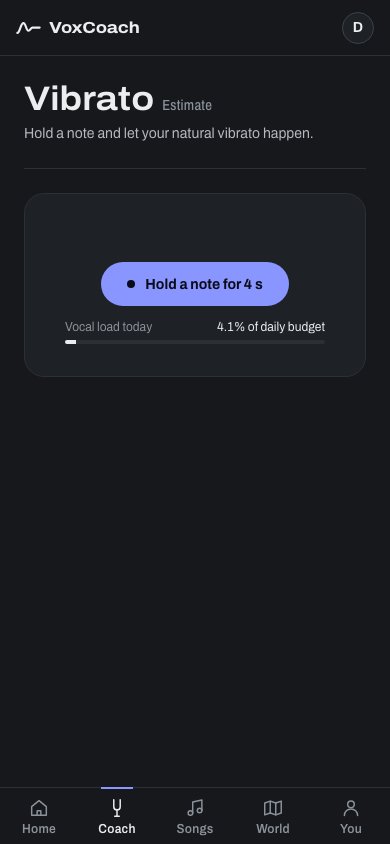 VoxCoach
D
Vibrato Estimate
Hold a note and let your natural vibrato happen.
Hold a note for 4 s
Vocal load today 4.1% of daily budget
Home Coach Songs World You